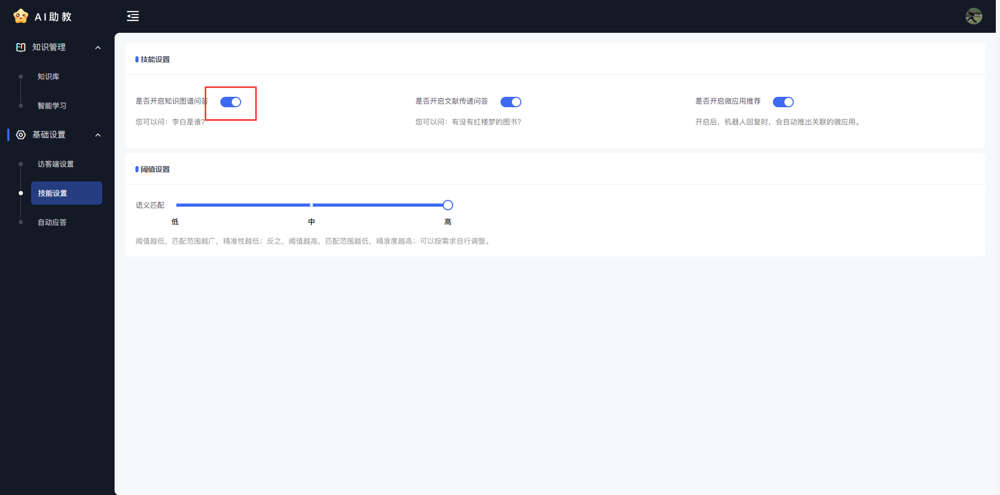 AI助教
知识管理
知识库
智能学习
基础设置
访客端设置
技能设置
自动应答
技能设置
是否开启知识图谱问答
您可以问：李白是谁?
是否开启文献传递问答
您可以问：有没有红楼梦的图书?
是否开启微应用推荐
开启后，机器人回复时，会自动推出关联的微应用。
阈值设置
语义匹配
低 中 高
阈值越低，匹配范围越广，精准性越低；反之，阈值越高，匹配范围越低，精准度越高；可以按需求自行调整。